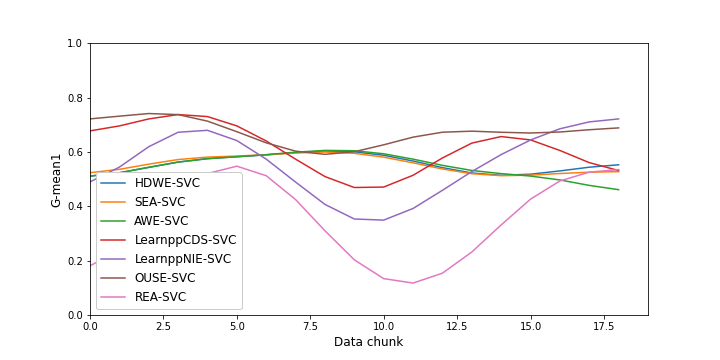 1.0
0.8
0.6
0.4
0.2
0.0
G-mean1
HDWE-SVC
SEA-SVC
AWE-SVC
LearnppCDS-SVC
LearnppNIE-SVC
OUSE-SVC
REA-SVC
0.0 2.5 5.0 7.5 10.0 12.5 15.0 17.5
Data chunk